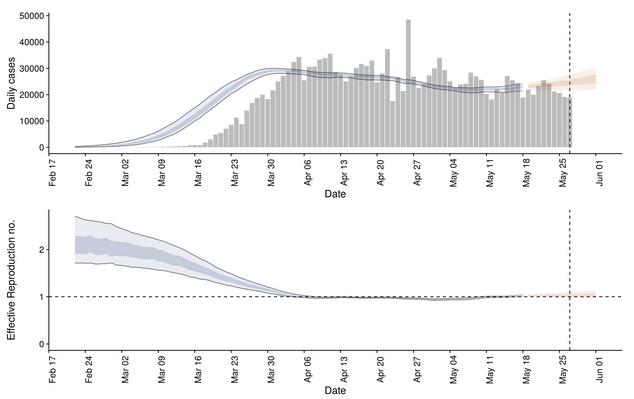 Daily cases
50000
40000
30000
20000
10000
0
Feb 17
Feb 24
Mar 02
Mar 09
Mar 16
Mar 23
Mar 30
Apr 06
Apr 13
Apr 20
Apr 27
May 04
May 11
May 18
May 25
Jun 01
Date
Effective Reproduction no.
2
1
0
Feb 17
Feb 24
Mar 02
Mar 09
Mar 16
Mar 23
Mar 30
Apr 06
Apr 13
Apr 20
Apr 27
May 04
May 11
May 18
May 25
Jun 01
Date